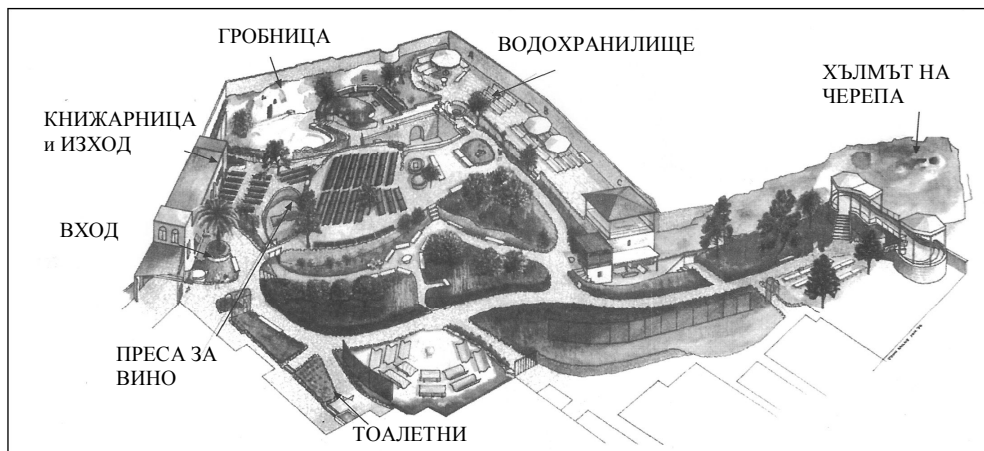 ГРОБНИЦА
ВОДОХРАНИЛИЩЕ
ХЪЛМЪТ НА
ЧЕРЕПА
КНИЖАРНИЦА
и ИЗХОД
ВХОД
ПРЕСА ЗА
ВИНО
ТОАЛЕТНИ